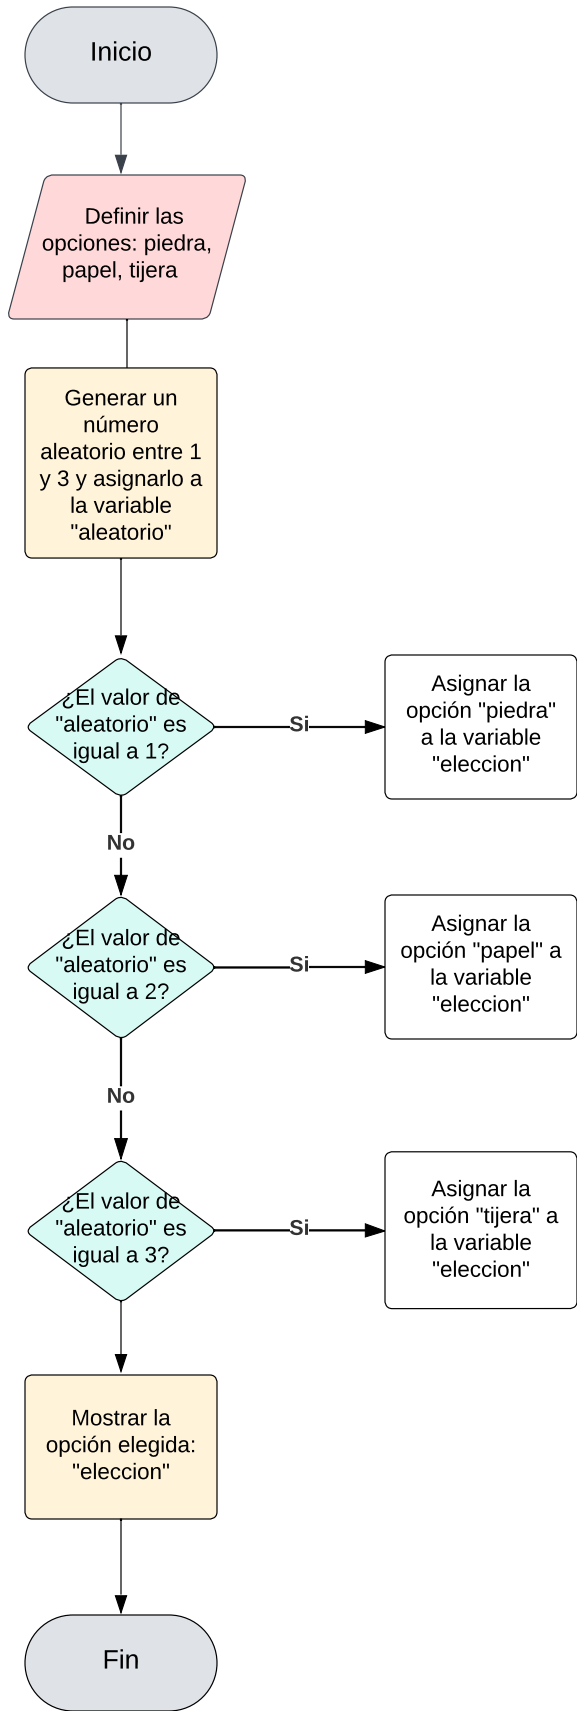 Inicio
Definir las
opciones: piedra,
papel, tijera
Generar un
número
aleatorio entre 1
y 3 y asignarlo a
la variable
"aleatorio"
¿El valor de
"aleatorio" es
igual a 1?
Si
Asignar la
opción "piedra"
a la variable
"eleccion"
No
¿El valor de
"aleatorio" es
igual a 2?
Si
Asignar la
opción "papel" a
la variable
"eleccion"
No
¿El valor de
"aleatorio" es
igual a 3?
Si
Asignar la
opción "tijera" a
la variable
"eleccion"
Mostrar la
opción elegida:
"eleccion"
Fin